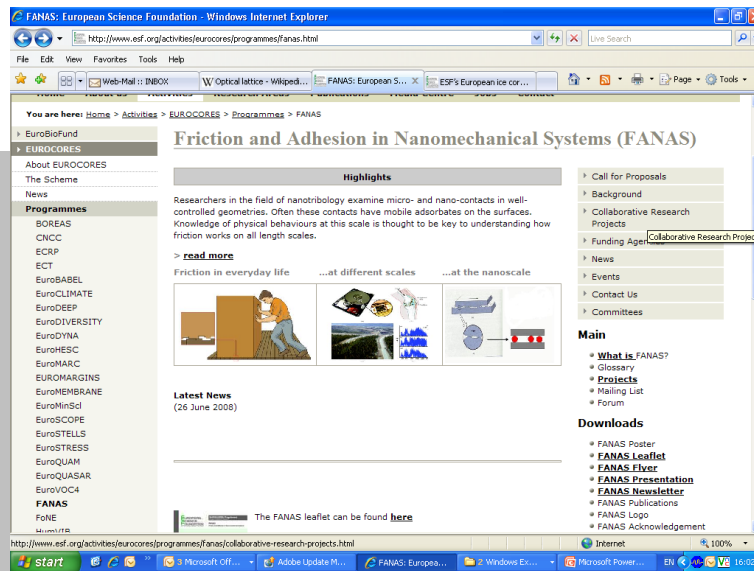 FANAS: European Science Foundation - Windows Internet Explorer
http://www.esf.org/activities/eurocores/programmes/fanas.html
Live Search
File Edit View Favorites Tools Help
Web-Mail :: INBOX
Optical lattice - Wikipedi...
FANAS: European S...
ESF's European ice cor...
Page
Tools
You are here: Home > Activities > EUROCORES > Programmes > FANAS
EuroBioFund
EUROCORES
About EUROCORES
The Scheme
News
Programmes
BOREAS
CNCC
ECRP
ECT
EuroBABEL
EuroCLIMATE
EuroDEEP
EuroDIVERSITY
EuroDYNA
EuroHESC
EuroMARC
EUROMARGINS
EuroMEMBRANE
EuroMinScI
EuroSCOPE
EuroSTELLS
EuroSTRESS
EuroQUAM
EuroQUASAR
EuroVOC4
FANAS
FoNE
HumVIB
Friction and Adhesion in Nanomechanical Systems (FANAS)
Highlights
Researchers in the field of nanotribology examine micro- and nano-contacts in well-
controlled geometries. Often these contacts have mobile adsorbates on the surfaces.
Knowledge of physical behaviours at this scale is thought to be key to understanding how
friction works on all length scales.
> read more
Friction in everyday life ...at different scales ...at the nanoscale
Latest News
(26 June 2008)
The FANAS leaflet can be found here
Call for Proposals
Background
Collaborative Research
Projects
Collaborative Research Projec
Funding Agen
News
Events
Contact Us
Committees
Main
What is FANAS?
Glossary
Projects
Mailing List
Forum
Downloads
FANAS Poster
FANAS Leaflet
FANAS Flyer
FANAS Presentation
FANAS Newsletter
FANAS Publications
FANAS Logo
FANAS Acknowledgement
http://www.esf.org/activities/eurocores/programmes/fanas/collaborative-research-projects.html
Internet
100%
start
3 Microsoft Off...
Adobe Update M...
FANAS: Europea...
2 Windows Ex...
Microsoft Power...
EN
16:02